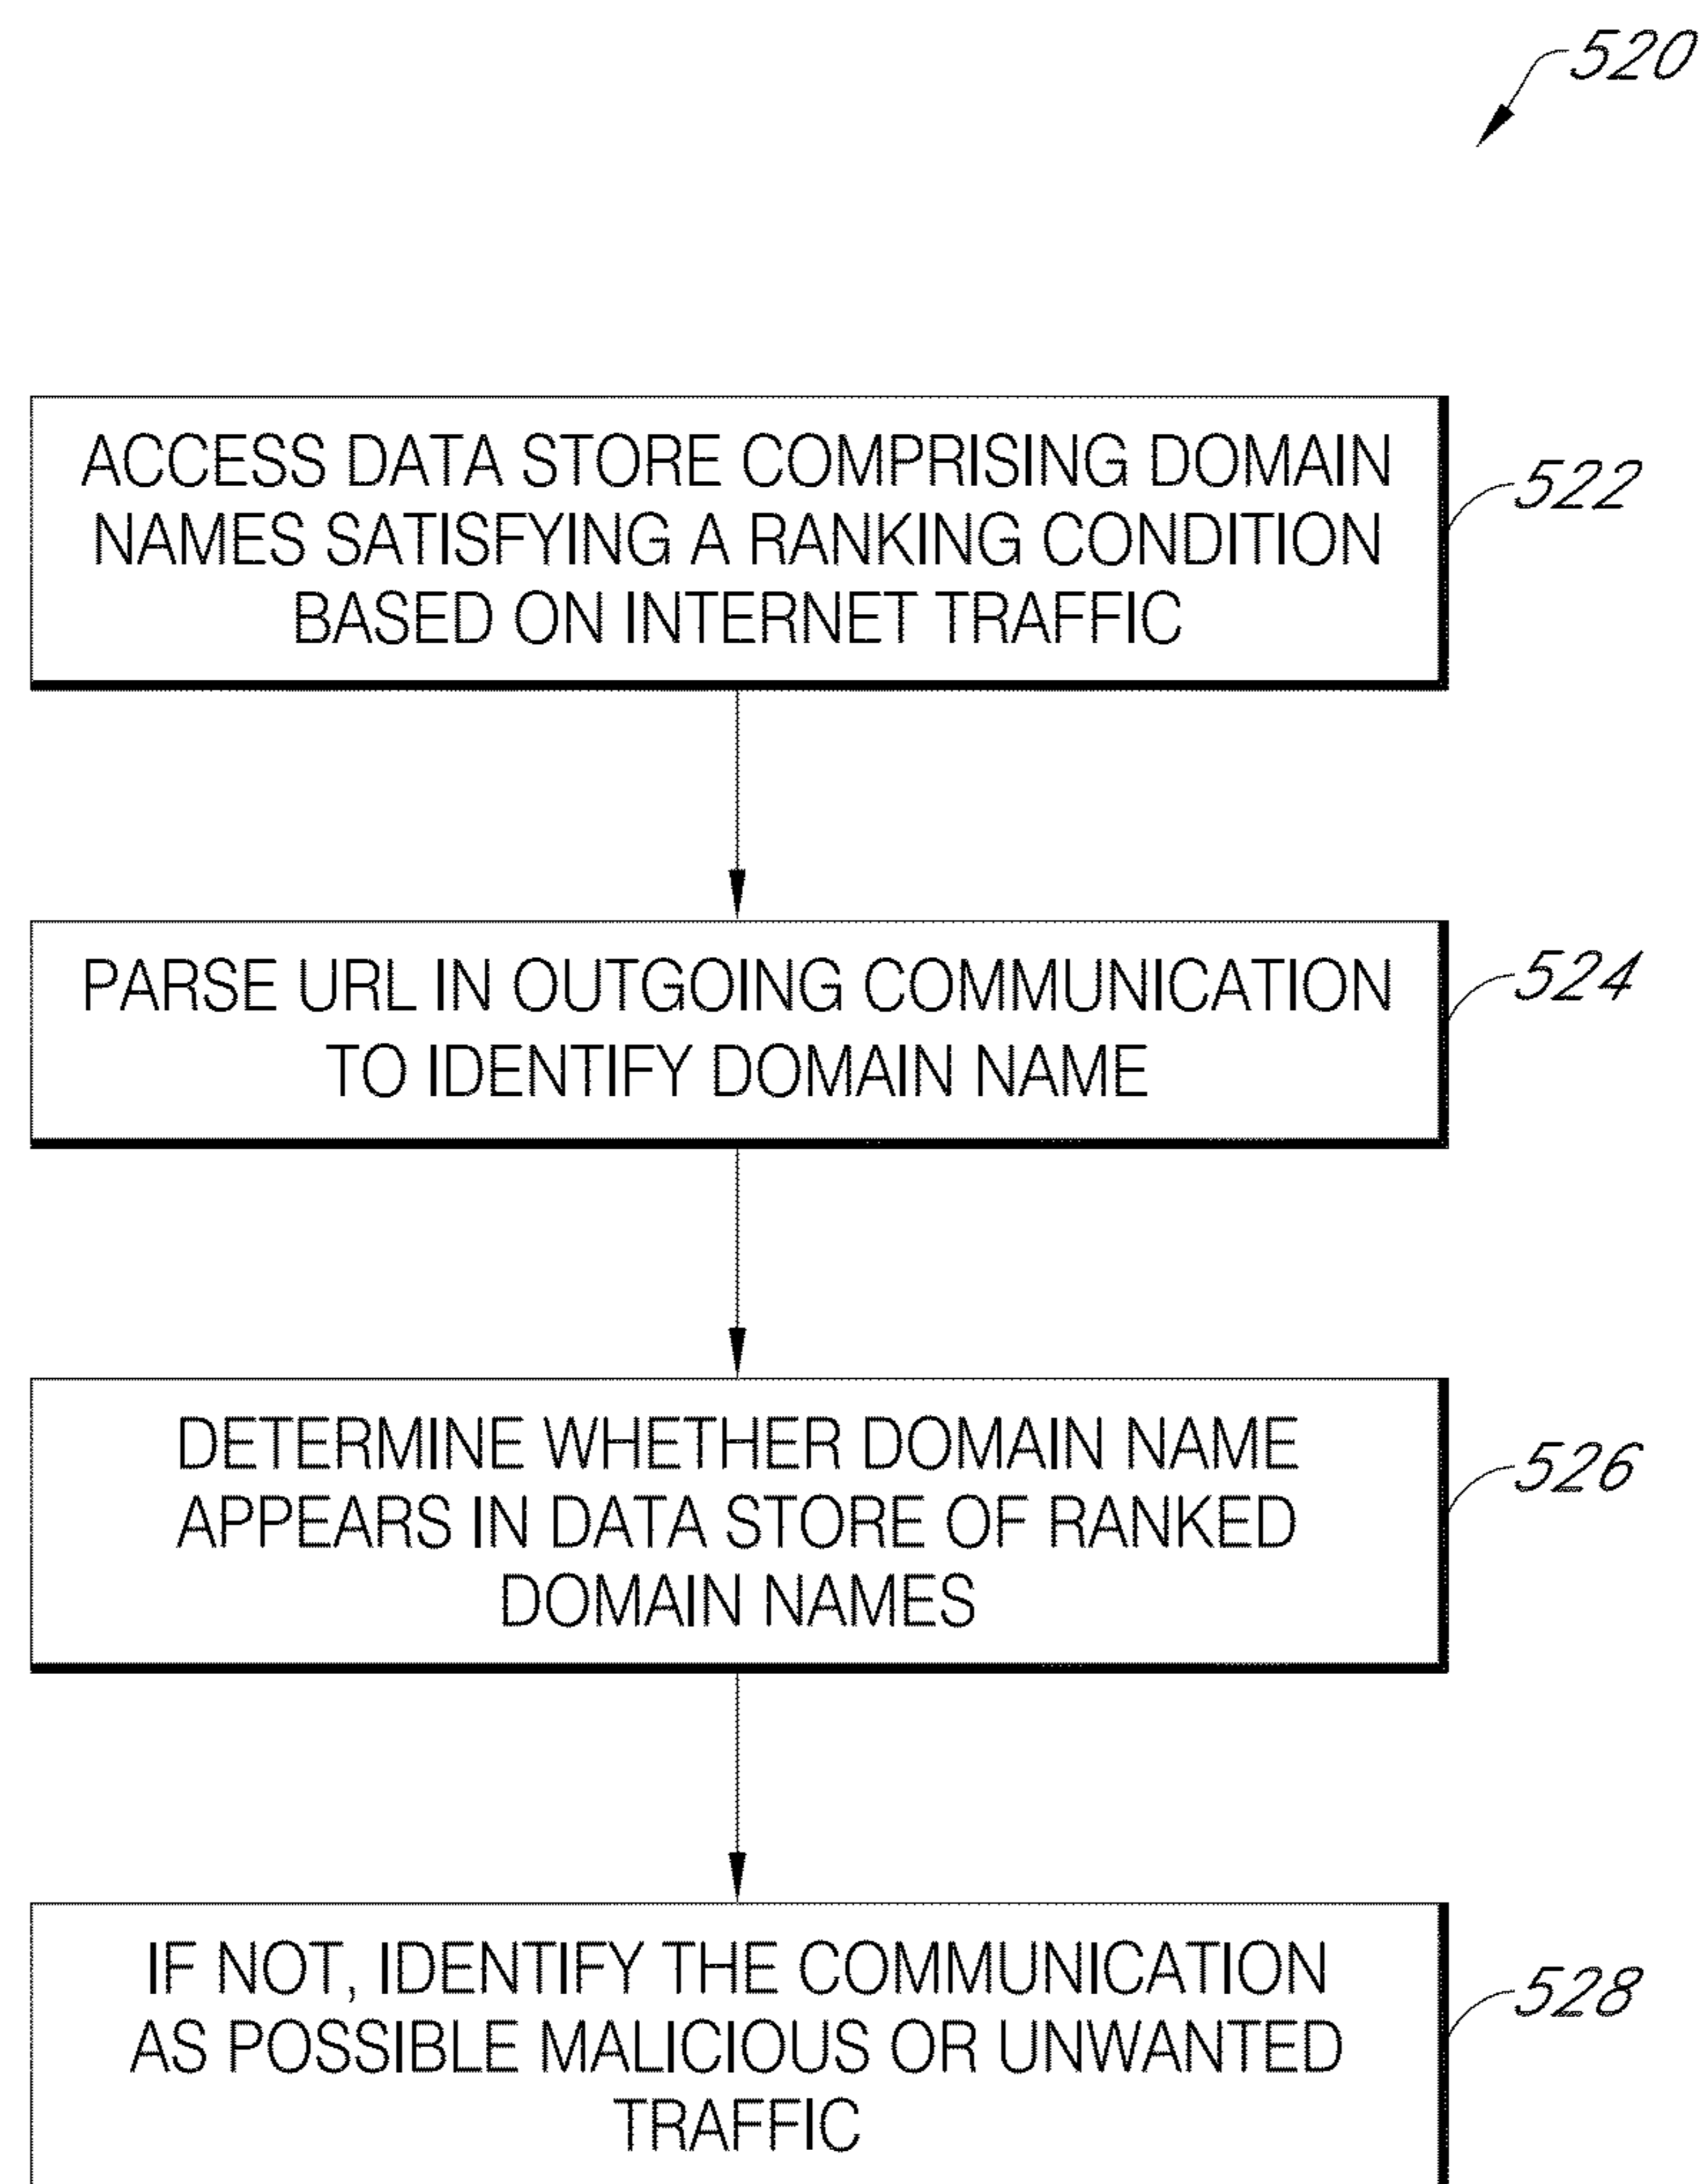 520
ACCESS DATA STORE COMPRISING DOMAIN
NAMES SATISFYING A RANKING CONDITION
BASED ON INTERNET TRAFFIC
522
PARSE URL IN OUTGOING COMMUNICATION
TO IDENTIFY DOMAIN NAME
524
DETERMINE WHETHER DOMAIN NAME
APPEARS IN DATA STORE OF RANKED
DOMAIN NAMES
526
IF NOT, IDENTIFY THE COMMUNICATION
AS POSSIBLE MALICIOUS OR UNWANTED
TRAFFIC
528